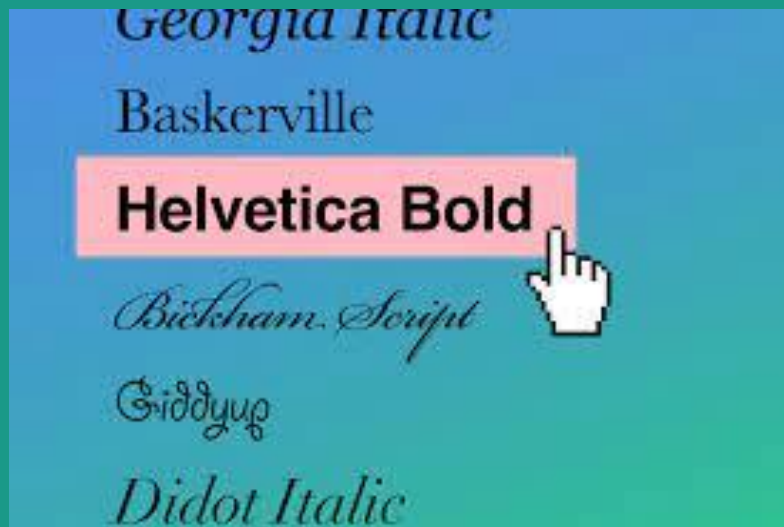 Georgia Italic
Baskerville
Helvetica Bold
Bickham Script
Giddyup
Didot Italic